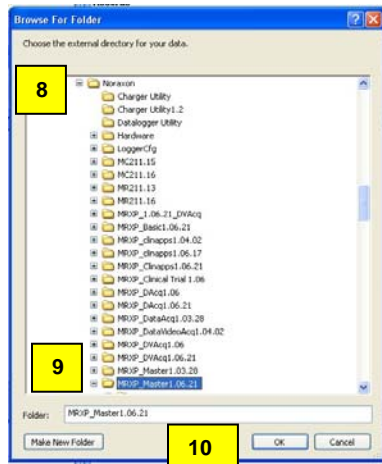 Browse For Folder
Choose the external directory for your data.
8
Noraxon
Charger Utility
Charger Utility1.2
Datalogger Utility
Hardware
LoggerCfg
MC211.15
MC211.16
MR211.13
MR211.16
MRXP_1.06.21_DVAcq
MRXP_Basic1.06.21
MRXP_clinapps1.04.02
MRXP_clinapps1.06.17
MRXP_Clinapps1.06.21
MRXP_Clinical Trial 1.06
MRXP_DAcq1.06
MRXP_DAcq1.06.21
MRXP_DataAcq1.03.28
MRXP_DataVideoAcq1.04.02
MRXP_DVAcq1.06
MRXP_DVAcq1.06.21
MRXP_Master1.03.28
9
MRXP_Master1.06.21
Folder: MRXP_Master1.06.21
Make New Folder
10
OK
Cancel